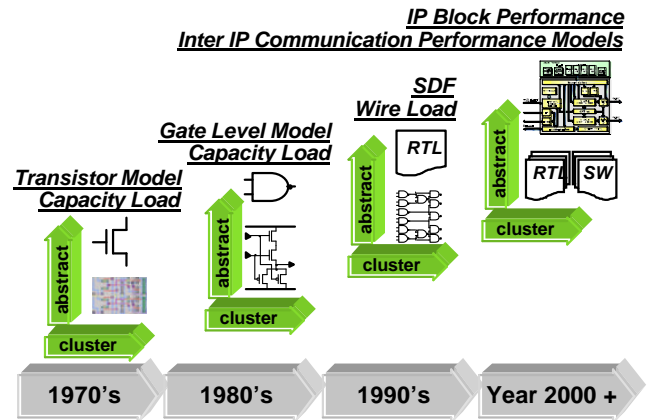 IP Block Performance
Inter IP Communication Performance Models
SDF
Wire Load
Gate Level Model
Capacity Load
Transistor Model
Capacity Load
abstract
cluster
abstract
cluster
RTL
abstract
cluster
RTL
SW
abstract
cluster
1970's
1980's
1990's
Year 2000 +